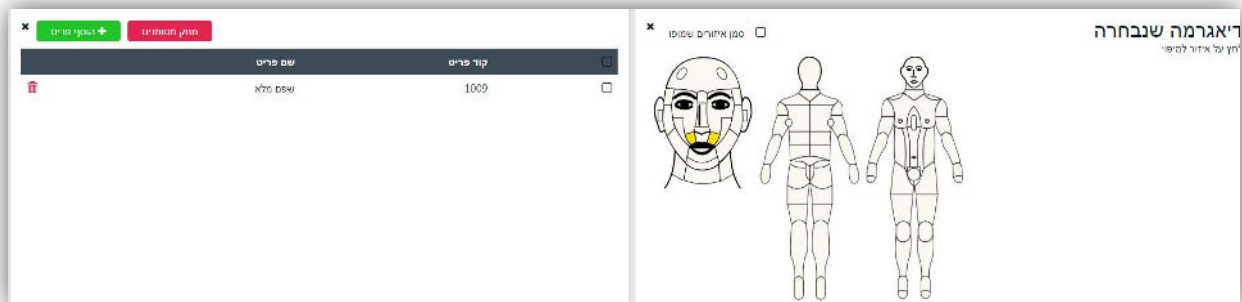 דיאגרמה שנבחרה
לחץ על איזור למיפוי
סמן איזורים שמופו
הוסף פריט
מחק מסומנים
קוד פריט
שם פריט
1009
שפם מלא